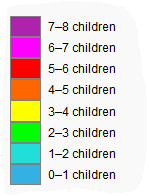 7–8 children
6–7 children
5–6 children
4–5 children
3–4 children
2–3 children
1–2 children
0–1 children